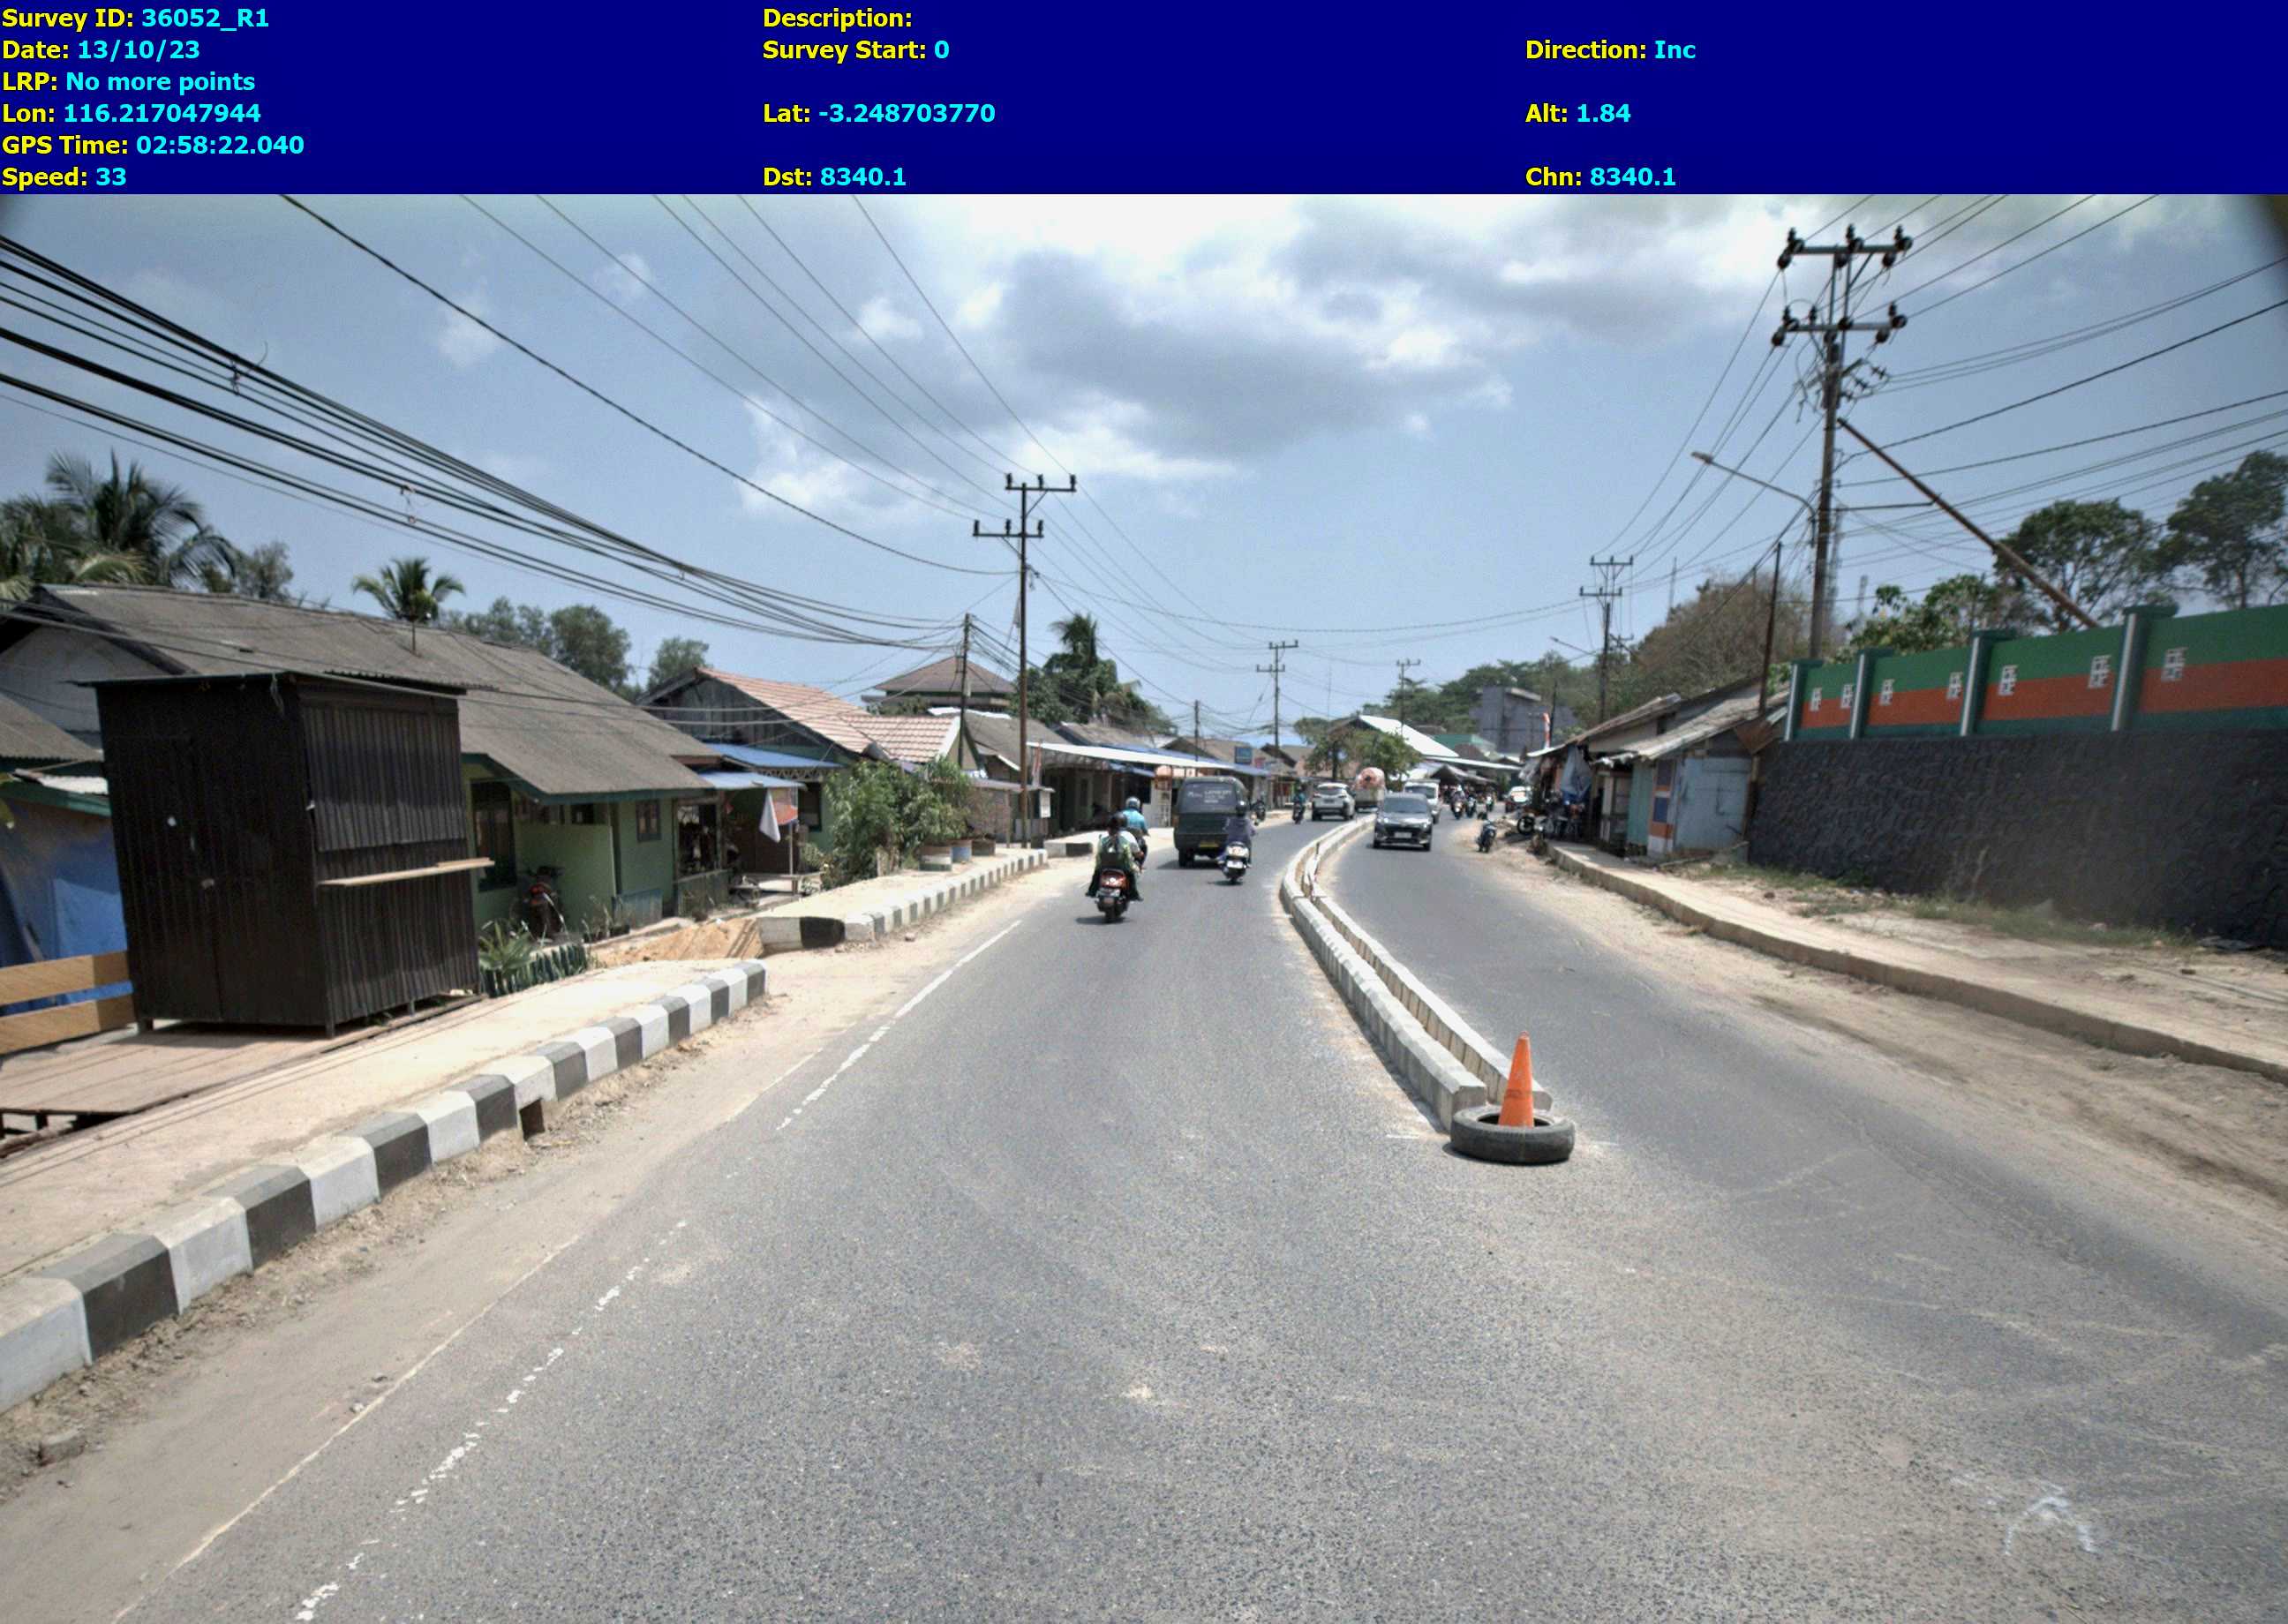 Survey ID: 36052_R1
Description:
Date: 13/10/23
Survey Start: 0
Direction: Inc
LRP: No more points
Lon: 116.217047944
Lat: -3.248703770
Alt: 1.84
GPS Time: 02:58:22.040
Speed: 33
Dst: 8340.1
Chn: 8340.1